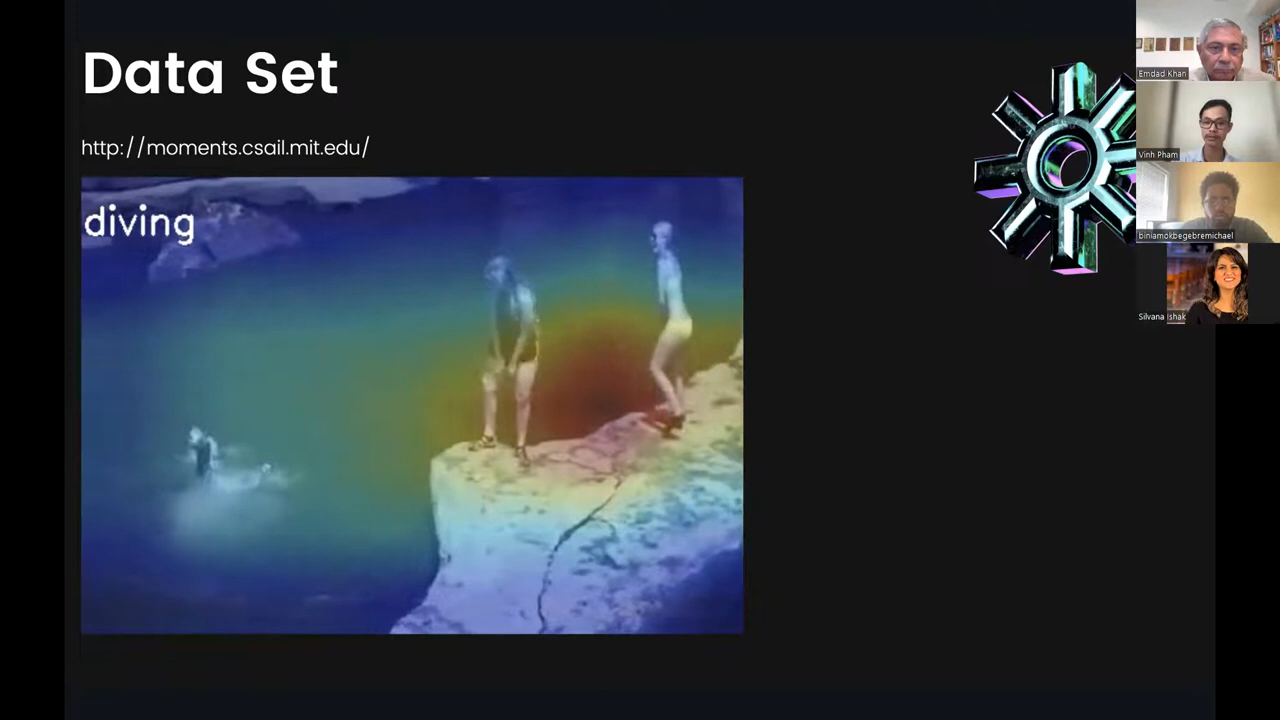 Data Set
http://moments.csail.mit.edu/
diving
Emdad Khan
Vinh Pham
biniamokbegebremichael
Silvana Ishak